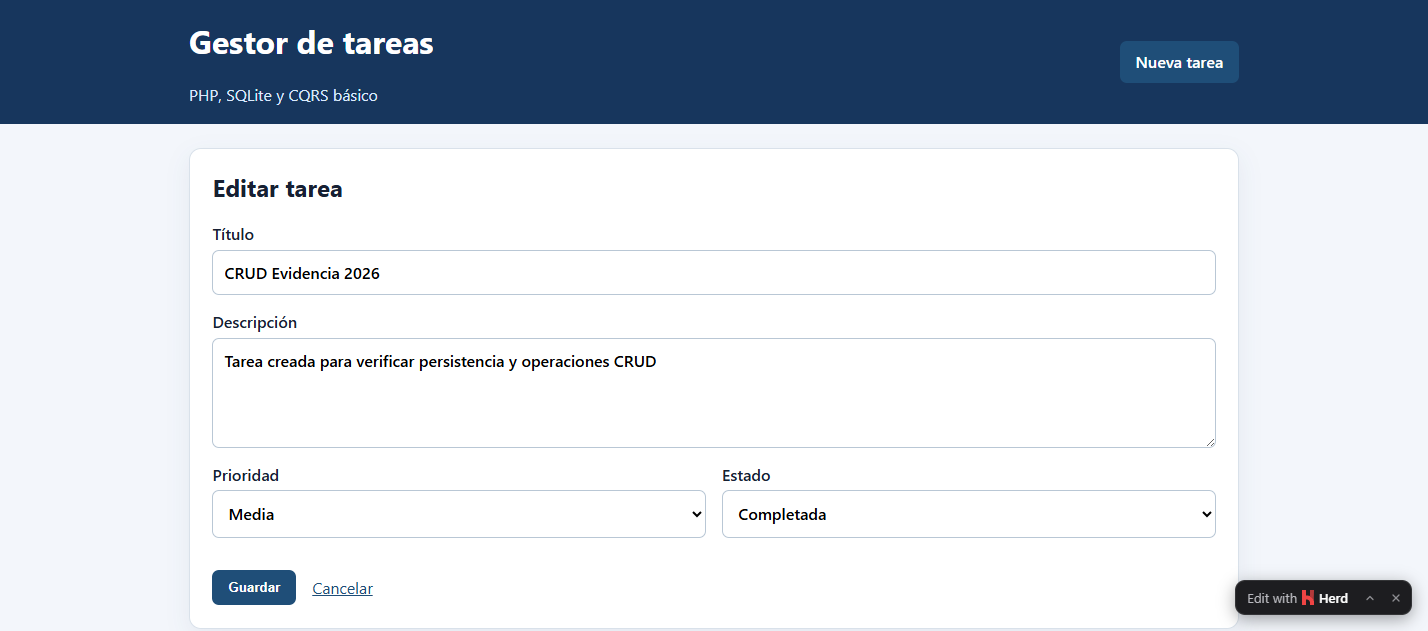 Gestor de tareas
Nueva tarea
PHP, SQLite y CQRS básico
Editar tarea
Título
CRUD Evidencia 2026
Descripción
Tarea creada para verificar persistencia y operaciones CRUD
Prioridad
Estado
Media
Completada
Guardar
Cancelar
Edit with Herd